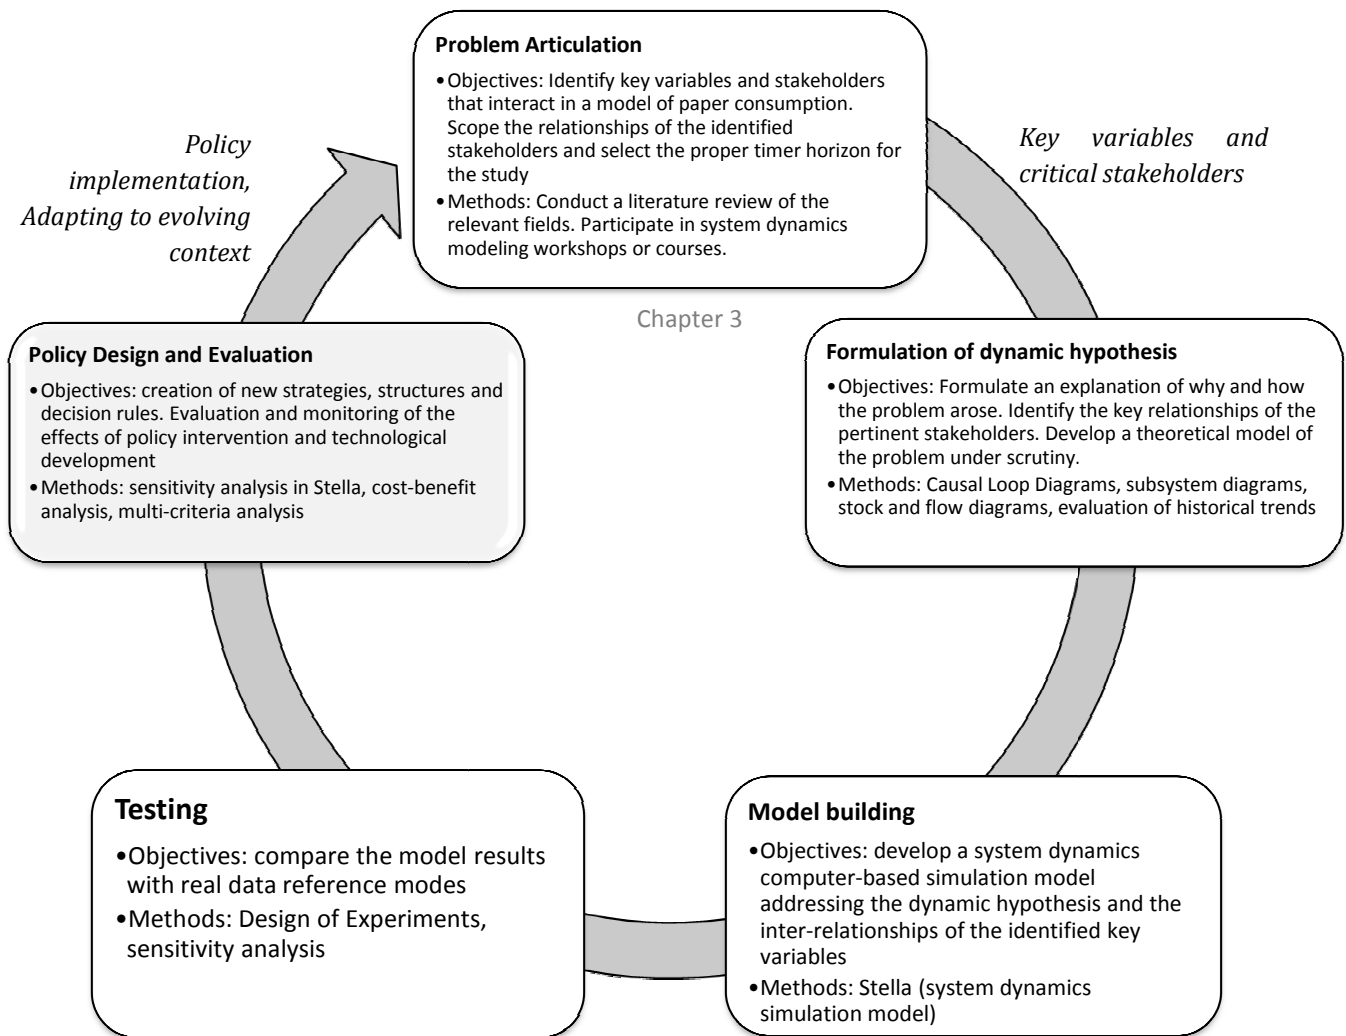 Problem Articulation
•Objectives: Identify key variables and stakeholders
that interact in a model of paper consumption.
Scope the relationships of the identified
stakeholders and select the proper timer horizon for
the study
•Methods: Conduct a literature review of the
relevant fields. Participate in system dynamics
modeling workshops or courses.
Key variables and
critical stakeholders
Policy
implementation,
Adapting to evolving
context
Chapter 3
Formulation of dynamic hypothesis
•Objectives: Formulate an explanation of why and how
the problem arose. Identify the key relationships of the
pertinent stakeholders. Develop a theoretical model of
the problem under scrutiny.
•Methods: Causal Loop Diagrams, subsystem diagrams,
stock and flow diagrams, evaluation of historical trends
Policy Design and Evaluation
•Objectives: creation of new strategies, structures and
decision rules. Evaluation and monitoring of the
effects of policy intervention and technological
development
•Methods: sensitivity analysis in Stella, cost-benefit
analysis, multi-criteria analysis
Model building
•Objectives: develop a system dynamics
computer-based simulation model
addressing the dynamic hypothesis and the
inter-relationships of the identified key
variables
•Methods: Stella (system dynamics
simulation model)
Testing
•Objectives: compare the model results
with real data reference modes
•Methods: Design of Experiments,
sensitivity analysis